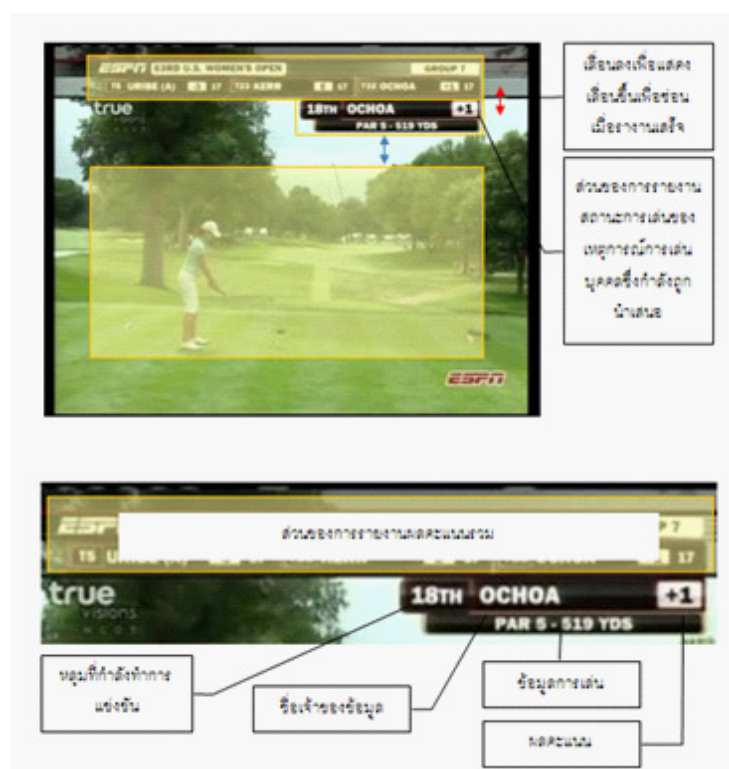 ESPN 63RD U.S. WOMEN'S OPEN GROUP 7
T5 URIBE (A) 17 T33 KERR 17 T33 OCHOA +1 17
true
visions
18TH OCHOA +1
PAR 5 - 519 YDS
ESPN
เลื่อนลงเพื่อแสดง
เลื่อนขึ้นเพื่อซ่อน
เมื่อรายงานเสร็จ
ส่วนของการรายงาน
สถานะการเล่นของ
เหตุการณ์การเล่น
บุคคลซึ่งกำลังถูก
นำเสนอ
ส่วนของการรายงานผลคะแนนรวม
P 7
T5 URIBE (A) 17
true
visions
18TH OCHOA +1
PAR 5 - 519 YDS
หลุมที่กำลังทำการ
แข่งขัน
ชื่อเจ้าของข้อมูล
ข้อมูลการเล่น
ผลคะแนน